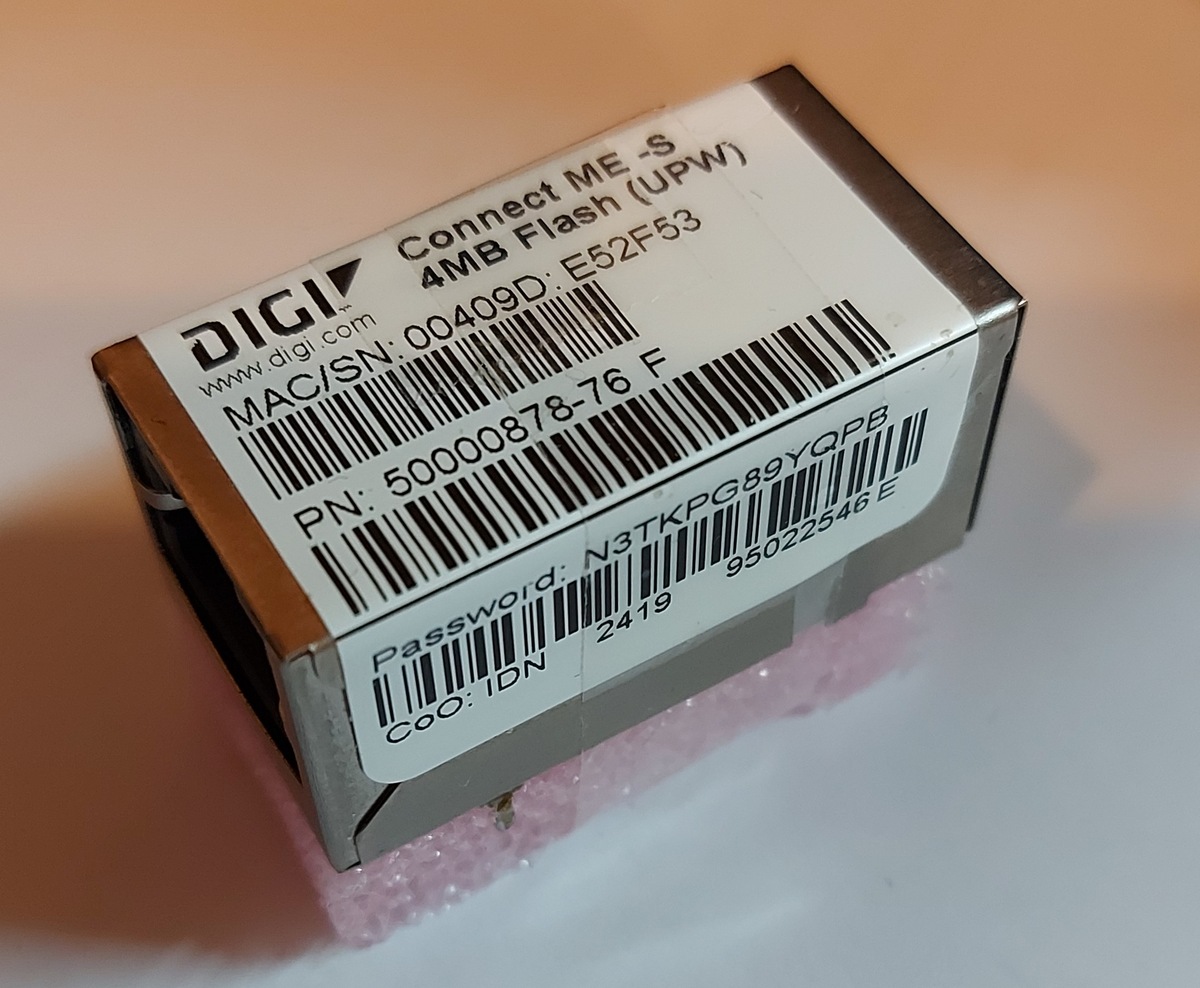 DIGI™
www.digi.com
Connect ME -S
4MB Flash (UPW)
MAC/SN: 00409D: E52F53
PN: 50000878-76 F
Password: N3TKPG89YQPB
CoO: IDN 2419 95022546 E